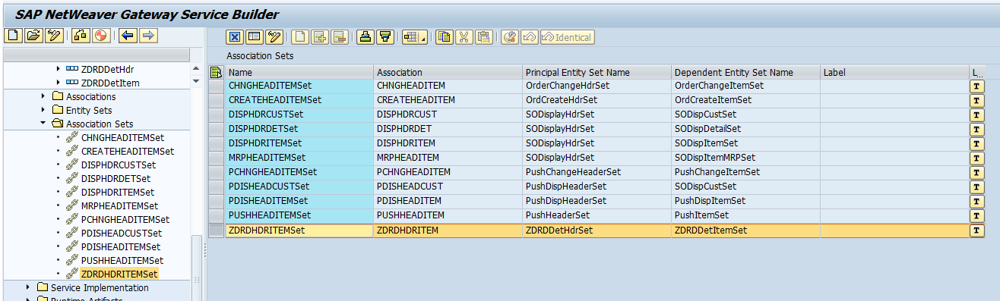 SAP NetWeaver Gateway Service Builder
Identical
ZDRDDetHdr
ZDRDDetItem
Associations
Entity Sets
Association Sets
CHNGHEADITEMSet
CREATEHEADITEMSet
DISPHDRCUSTSet
DISPHDRDETSet
DISPHDRITEMSet
MRPHEADITEMSet
PCHNGHEADITEMSet
PDISHEADCUSTSet
PDISHEADITEMSet
PUSHHEADITEMSet
ZDRDHDRITEMSet
Service Implementation
Runtime Artifacts
Association Sets
Name Association Principal Entity Set Name Dependent Entity Set Name Label L...
CHNGHEADITEMSet CHNGHEADITEM OrderChangeHdrSet OrderChangeItemSet T
CREATEHEADITEMSet CREATEHEADITEM OrdCreateHdrSet OrdCreateItemSet T
DISPHDRCUSTSet DISPHDRCUST SODisplayHdrSet SODispCustSet T
DISPHDRDETSet DISPHDRDET SODisplayHdrSet SODispDetailSet T
DISPHDRITEMSet DISPHDRITEM SODisplayHdrSet SODispItemSet T
MRPHEADITEMSet MRPHEADITEM SODisplayHdrSet SODispItemMRPSet T
PCHNGHEADITEMSet PCHNGHEADITEM PushChangeHeaderSet PushChangeItemSet T
PDISHEADCUSTSet PDISHEADCUST PushDispHeaderSet SODispCustSet T
PDISHEADITEMSet PDISHEADITEM PushDispHeaderSet PushDispItemSet T
PUSHHEADITEMSet PUSHHEADITEM PushHeaderSet PushItemSet T
ZDRDHDRITEMSet ZDRDHDRITEM ZDRDDetHdrSet ZDRDDetItemSet T